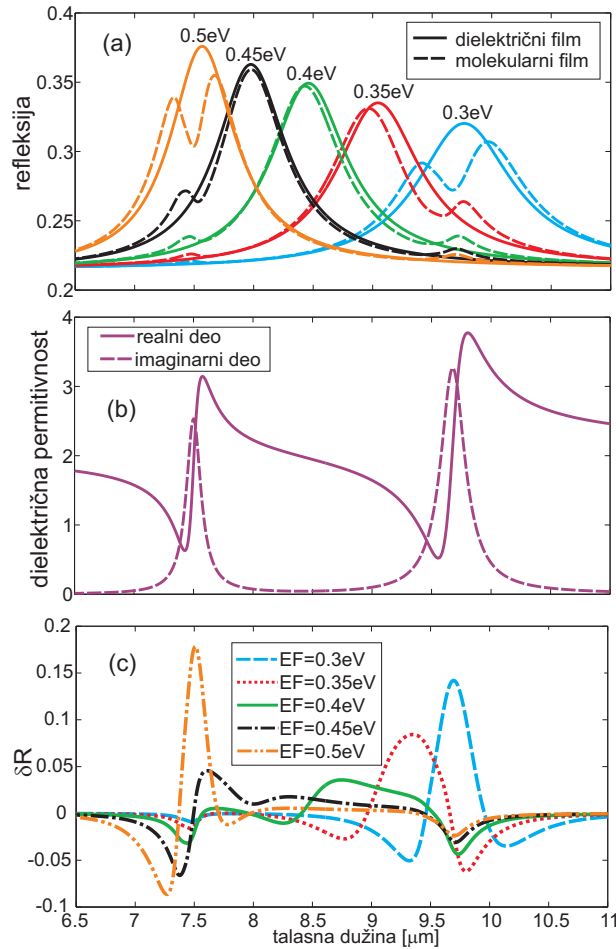 (a)
0.5eV
0.45eV
0.4eV
0.35eV
0.3eV
dielektrični film
molekularni film
refleksija
0.4
0.35
0.3
0.25
0.2
realni deo
imaginarni deo
(b)
dielektrična permitivnost
4
3
2
1
0
(c)
EF=0.3eV
EF=0.35eV
EF=0.4eV
EF=0.45eV
EF=0.5eV
δR
0.2
0.15
0.1
0.05
0
-0.05
-0.1
6.5 7 7.5 8 8.5 9 9.5 10 10.5 11
talasna dužina [μm]